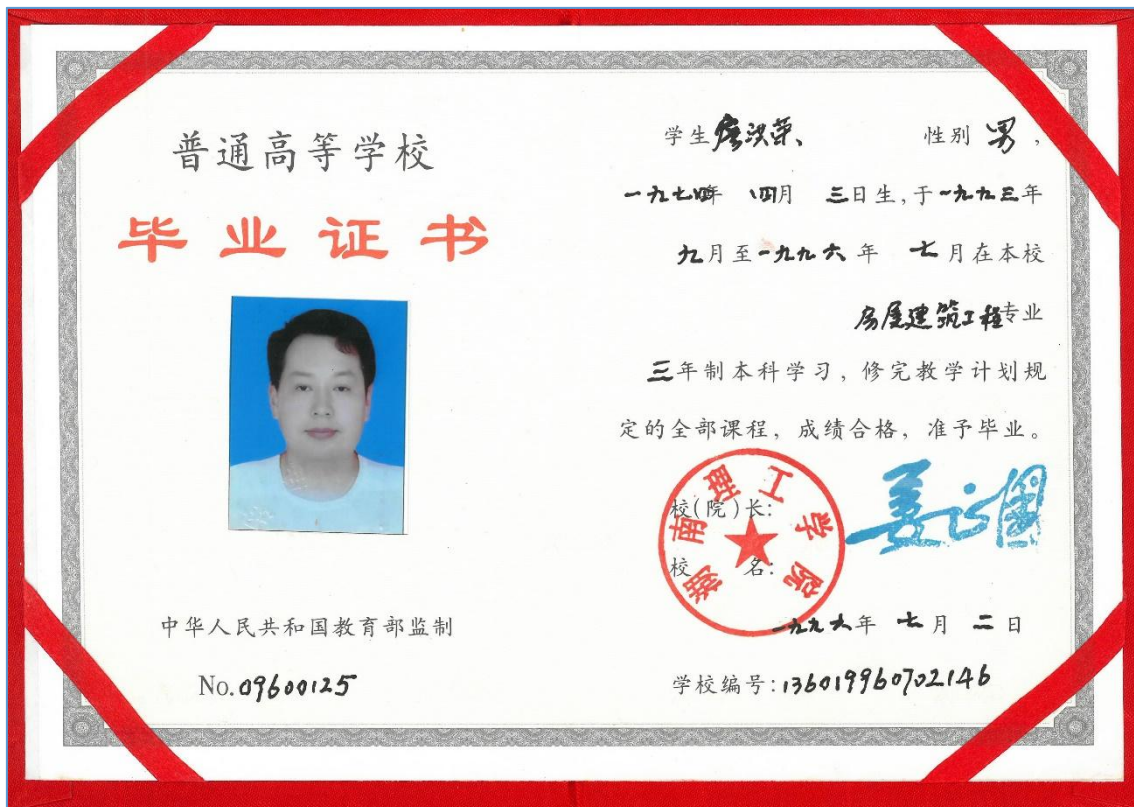 普通高等学校
毕业证书
中华人民共和国教育部监制
No.09600125
学生 性别 男,
一九七四年 四月 三日生,于一九九三年
九月至一九九六年 七月在本校
房屋建筑工程专业
三年制本科学习,修完教学计划规
定的全部课程,成绩合格,准予毕业。
校(院)长:
校 名:
湖南理工学院
一九九六年 七月 二日
学校编号:136019960702146